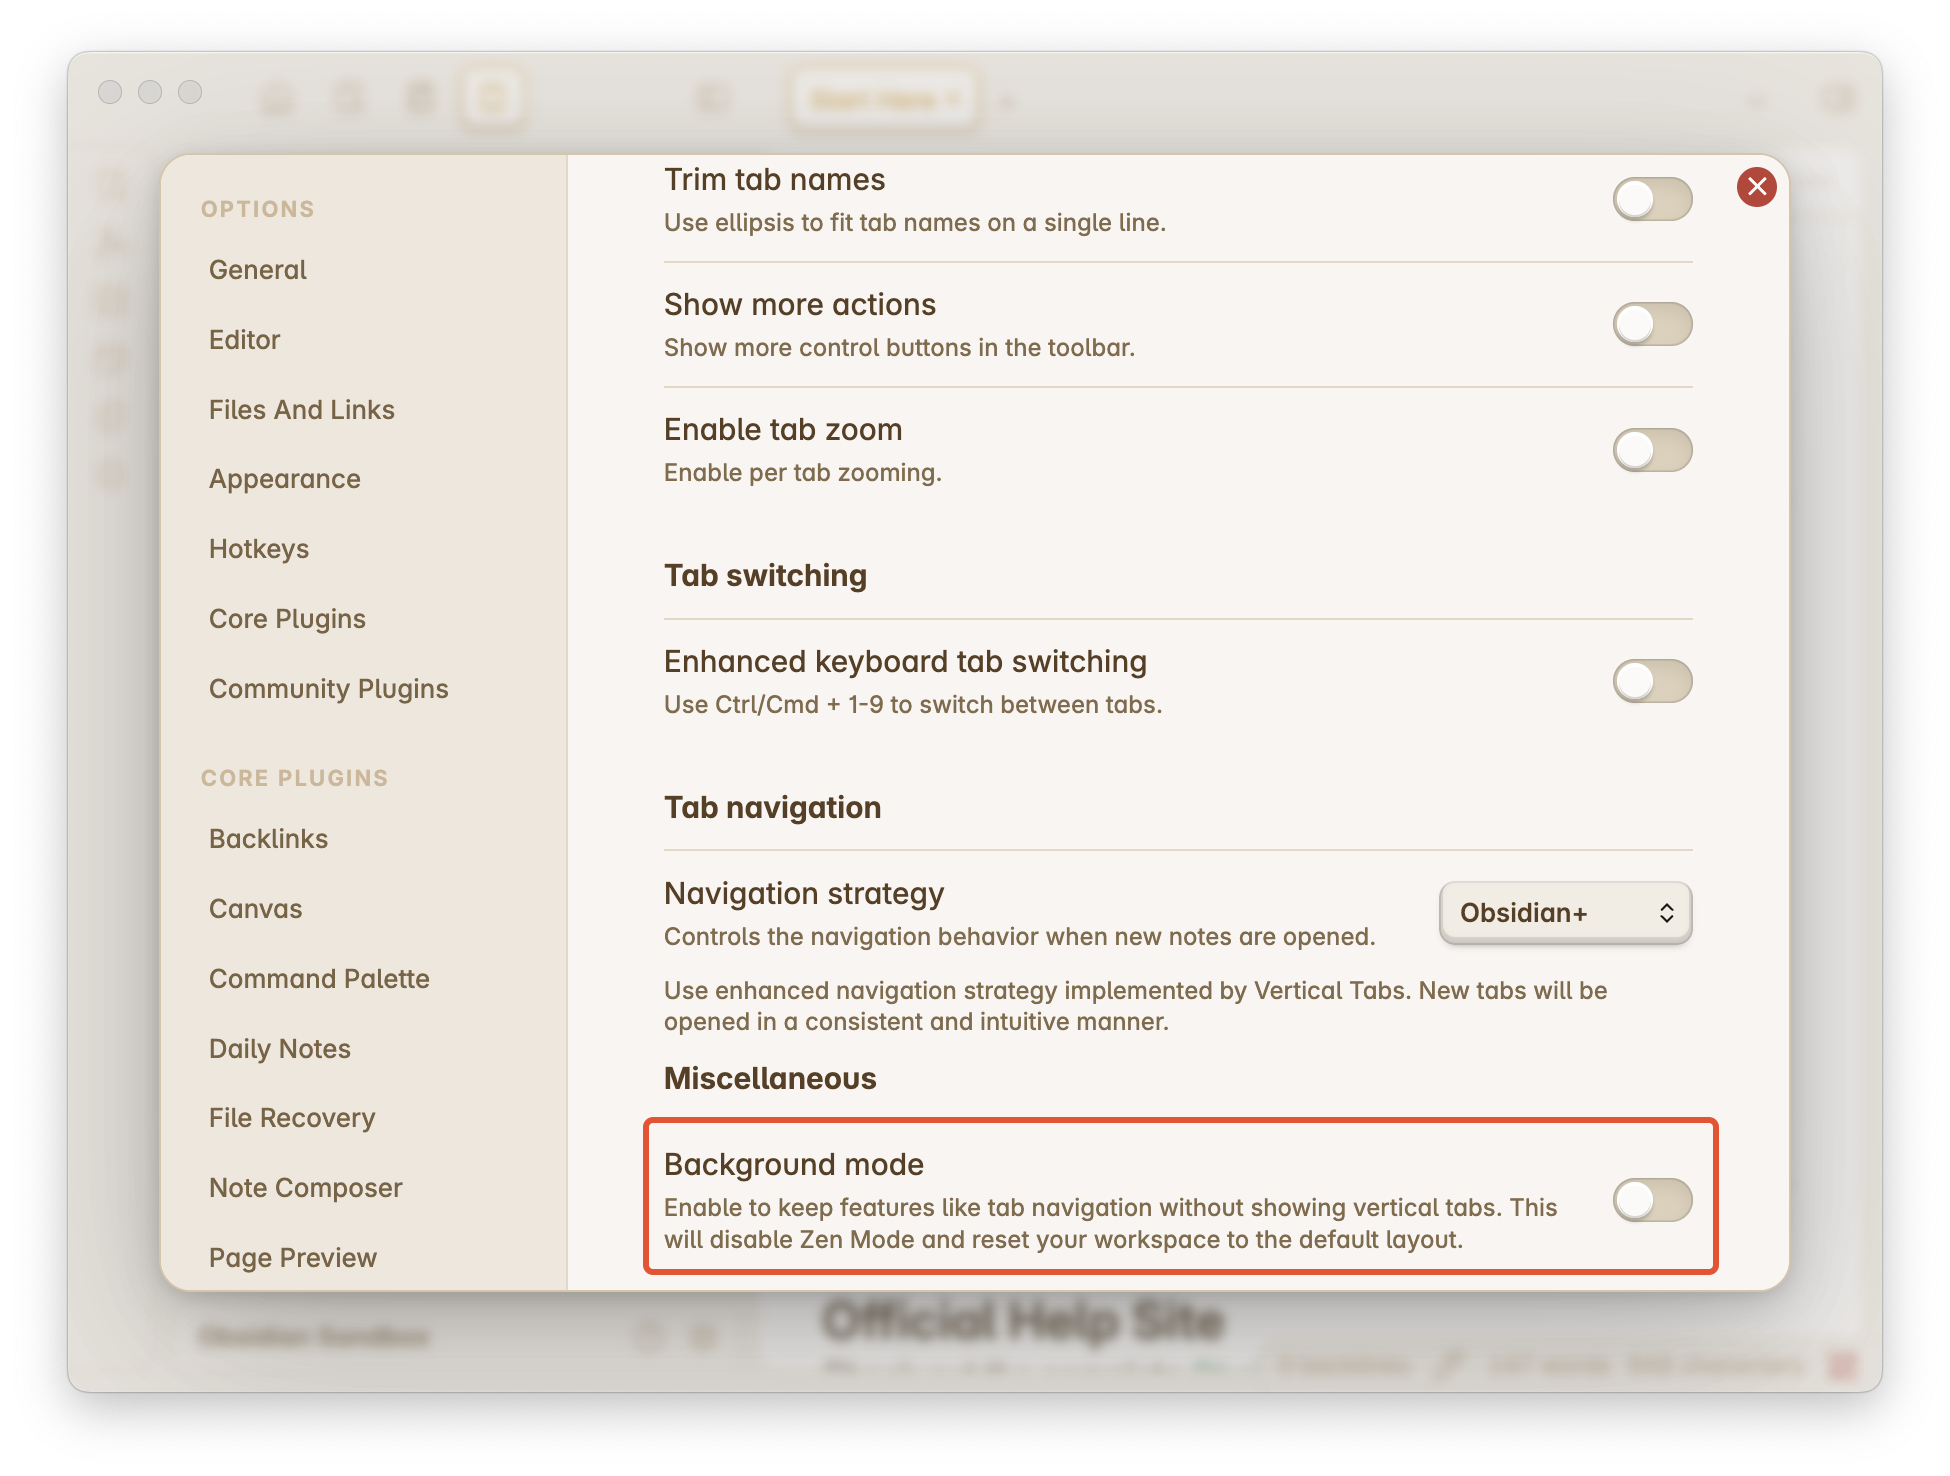 Start Here
OPTIONS
General
Editor
Files And Links
Appearance
Hotkeys
Core Plugins
Community Plugins
CORE PLUGINS
Backlinks
Canvas
Command Palette
Daily Notes
File Recovery
Note Composer
Page Preview
Trim tab names
Use ellipsis to fit tab names on a single line.
Show more actions
Show more control buttons in the toolbar.
Enable tab zoom
Enable per tab zooming.
Tab switching
Enhanced keyboard tab switching
Use Ctrl/Cmd + 1-9 to switch between tabs.
Tab navigation
Navigation strategy
Obsidian+
Controls the navigation behavior when new notes are opened.
Use enhanced navigation strategy implemented by Vertical Tabs. New tabs will be
opened in a consistent and intuitive manner.
Miscellaneous
Background mode
Enable to keep features like tab navigation without showing vertical tabs. This
will disable Zen Mode and reset your workspace to the default layout.
Official Help Site
Obsidian Sandbox